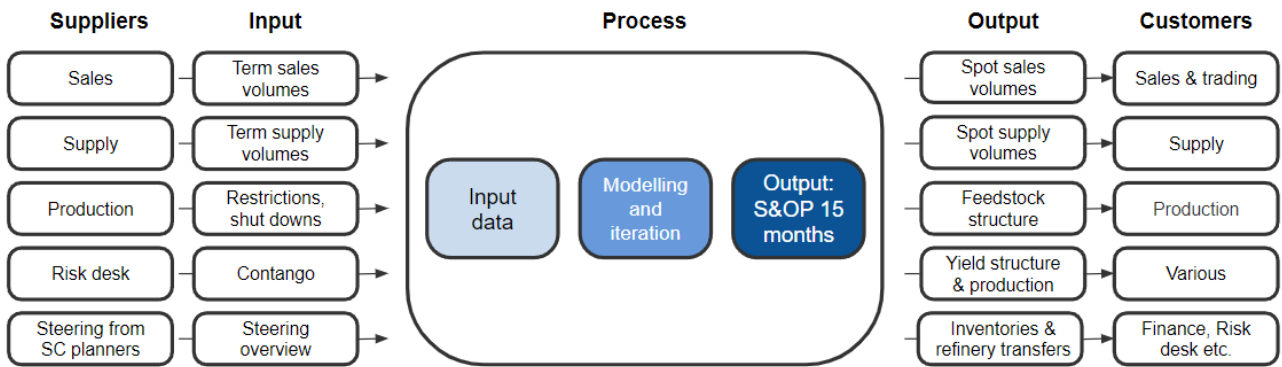 Suppliers
Input
Process
Output
Customers
Sales
Term sales
volumes
Spot sales
volumes
Sales & trading
Supply
Term supply
volumes
Spot supply
volumes
Supply
Production
Restrictions,
shut downs
Input
data
Modelling
and
iteration
Output:
S&OP 15
months
Feedstock
structure
Production
Risk desk
Contango
Yield structure
& production
Various
Steering from
SC planners
Steering
overview
Inventories &
refinery transfers
Finance, Risk
desk etc.